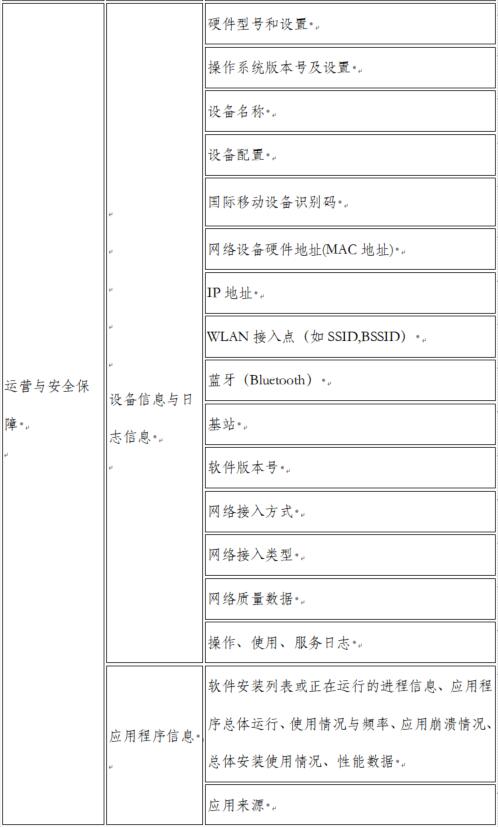 硬件型号和设置
操作系统版本号及设置
设备名称
设备配置
国际移动设备识别码
网络设备硬件地址(MAC 地址)
IP 地址
WLAN 接入点（如 SSID,BSSID）
运营与安全保
障
设备信息与日
志信息
蓝牙（Bluetooth）
基站
软件版本号
网络接入方式
网络接入类型
网络质量数据
操作、使用、服务日志
应用程序信息
软件安装列表或正在运行的进程信息、应用程
序总体运行、使用情况与频率、应用崩溃情况、
总体安装使用情况、性能数据
应用来源